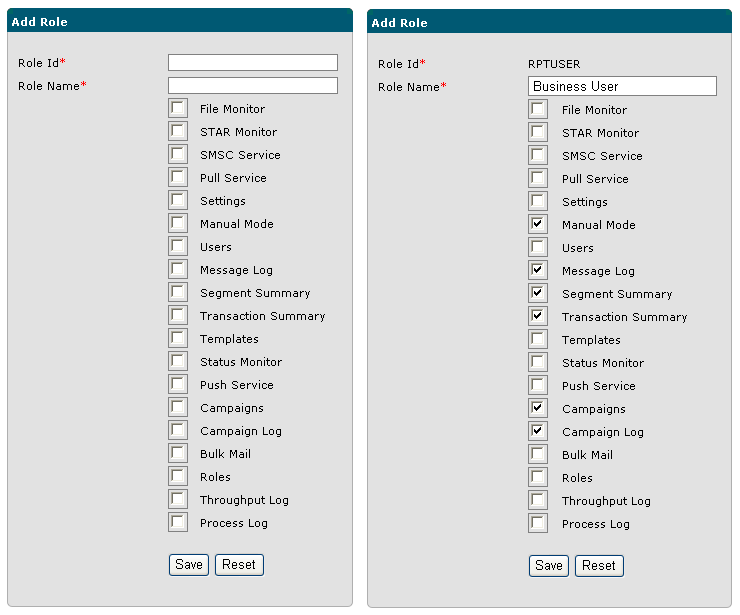 Add Role
Role Id*
Role Name*
File Monitor
STAR Monitor
SMSC Service
Pull Service
Settings
Manual Mode
Users
Message Log
Segment Summary
Transaction Summary
Templates
Status Monitor
Push Service
Campaigns
Campaign Log
Bulk Mail
Roles
Throughput Log
Process Log
Save Reset
Add Role
Role Id* RPTUSER
Role Name* Business User
File Monitor
STAR Monitor
SMSC Service
Pull Service
Settings
Manual Mode
Users
Message Log
Segment Summary
Transaction Summary
Templates
Status Monitor
Push Service
Campaigns
Campaign Log
Bulk Mail
Roles
Throughput Log
Process Log
Save Reset